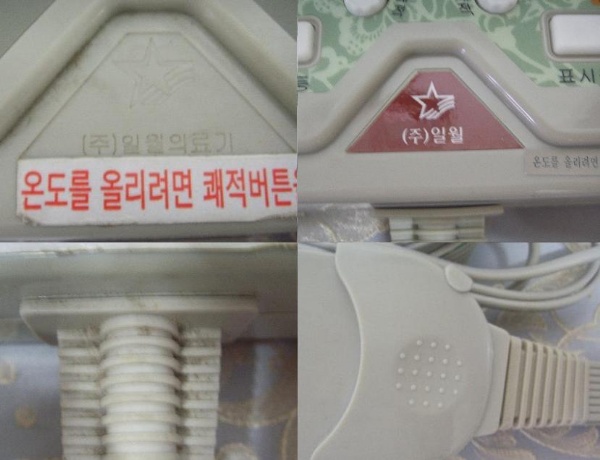 (주)일월의료기
온도를 올리려면 쾌적버튼
표시
(주)일월
온도를 올리려면